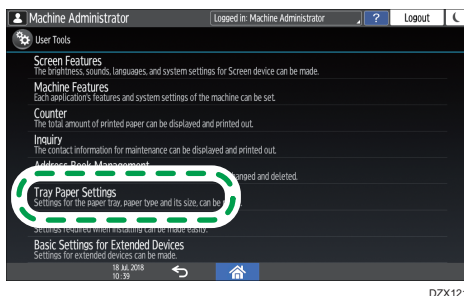 Machine Administrator
Logged in: Machine Administrator
?
Logout
User Tools
Screen Features
The brightness, sounds, languages, and system settings for Screen device can be made.
Machine Features
Each application's features and system settings of the machine can be set.
Counter
The total amount of printed paper can be displayed and printed out.
Inquiry
The contact information for maintenance can be displayed and printed out.
Address Book Management
changed and deleted.
Tray Paper Settings
Settings for the paper tray, paper type and its size, can be
Settings required when installing can be made easily.
Basic Settings for Extended Devices
Settings for extended devices can be made.
18 JUL 2018
10:39